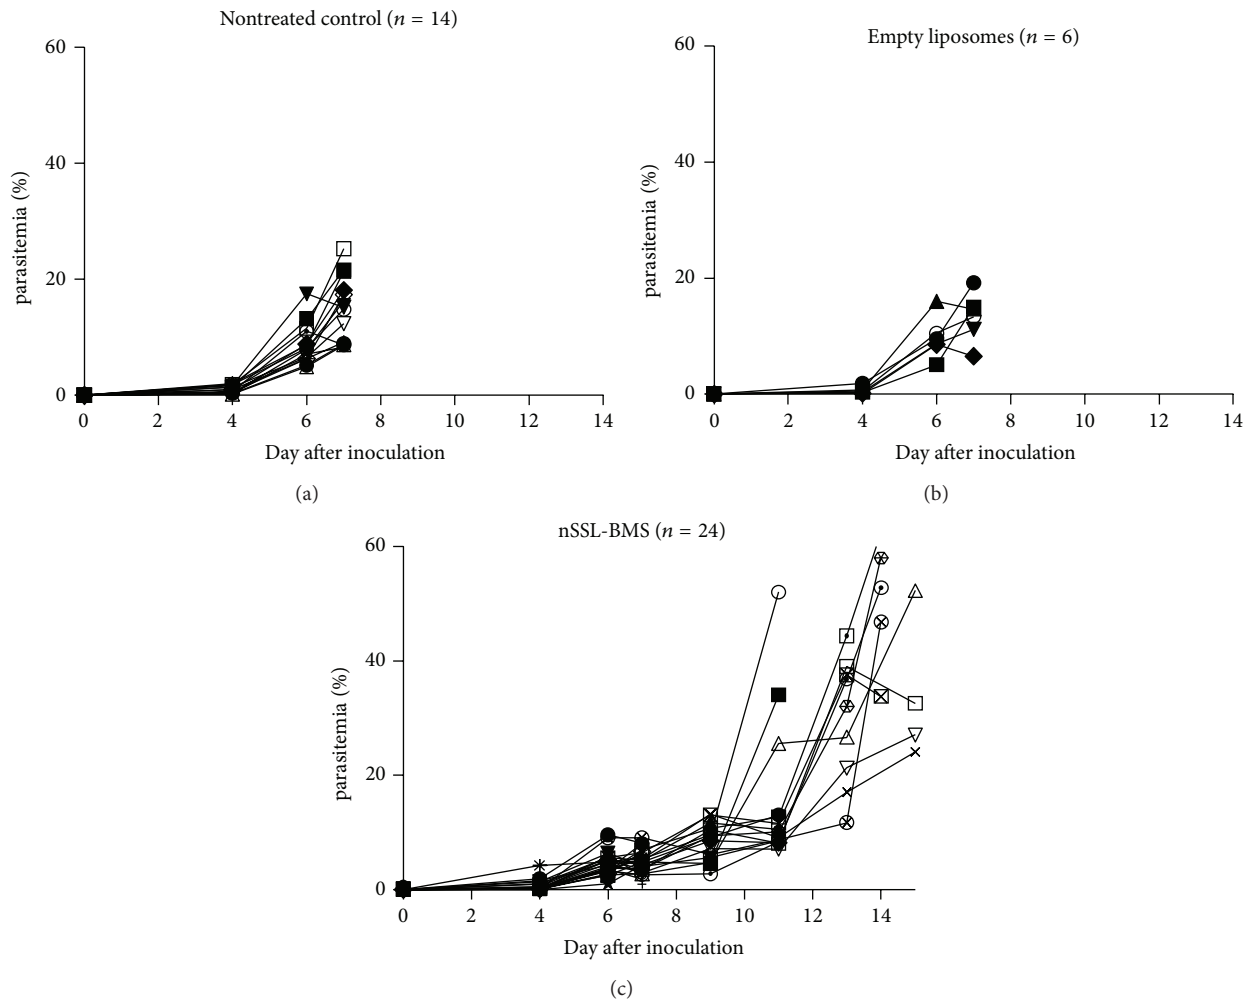 Nontreated control (n = 14)
60
40
20
0
parasitemia (%)
0 2 4 6 8 10 12 14
Day after inoculation
(a)
Empty liposomes (n = 6)
60
40
20
0
parasitemia (%)
0 2 4 6 8 10 12 14
Day after inoculation
(b)
nSSL-BMS (n = 24)
60
40
20
0
parasitemia (%)
0 2 4 6 8 10 12 14
Day after inoculation
(c)